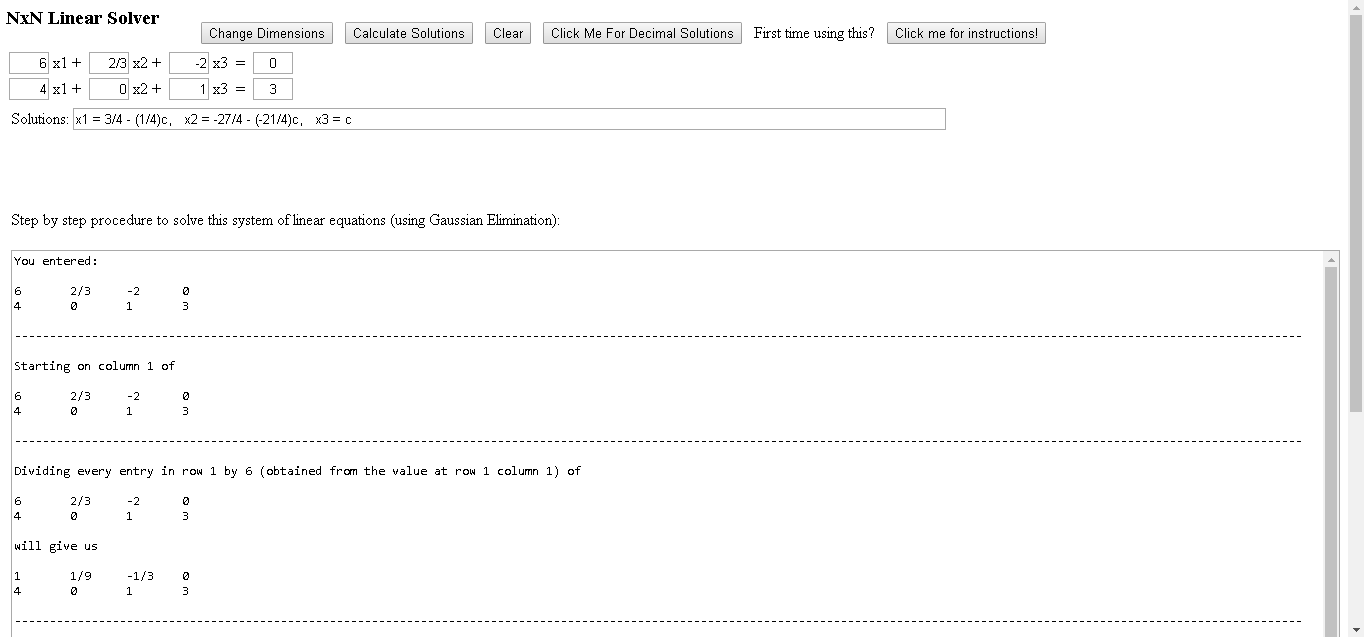 NxN Linear Solver
Change Dimensions Calculate Solutions Clear Click Me For Decimal Solutions First time using this? Click me for instructions!
6 x1 + 2/3 x2 + -2 x3 = 0
4 x1 + 0 x2 + 1 x3 = 3
Solutions: x1 = 3/4 - (1/4)c, x2 = -27/4 - (-21/4)c, x3 = c
Step by step procedure to solve this system of linear equations (using Gaussian Elimination):
You entered:
6 2/3 -2 0
4 0 1 3
--------------------------------------------------------------------------------------------------------------------------------------------------------------------------------------
Starting on column 1 of
6 2/3 -2 0
4 0 1 3
--------------------------------------------------------------------------------------------------------------------------------------------------------------------------------------
Dividing every entry in row 1 by 6 (obtained from the value at row 1 column 1) of
6 2/3 -2 0
4 0 1 3
will give us
1 1/9 -1/3 0
4 0 1 3
--------------------------------------------------------------------------------------------------------------------------------------------------------------------------------------